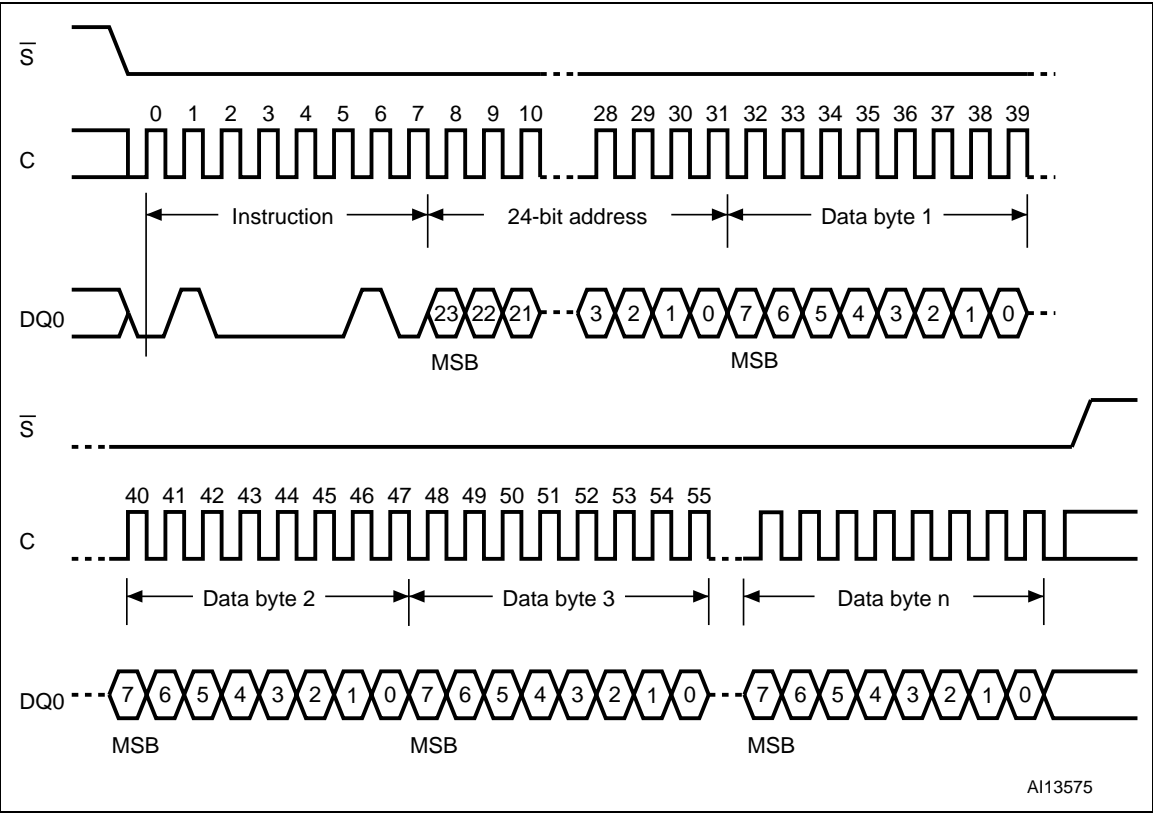 S̅
0 1 2 3 4 5 6 7 8 9 10 28 29 30 31 32 33 34 35 36 37 38 39
C
Instruction 24-bit address Data byte 1
DQ0 23 22 21 3 2 1 0 7 6 5 4 3 2 1 0
MSB MSB
S̅
40 41 42 43 44 45 46 47 48 49 50 51 52 53 54 55
C
Data byte 2 Data byte 3 Data byte n
DQ0 7 6 5 4 3 2 1 0 7 6 5 4 3 2 1 0 7 6 5 4 3 2 1 0
MSB MSB MSB
AI13575